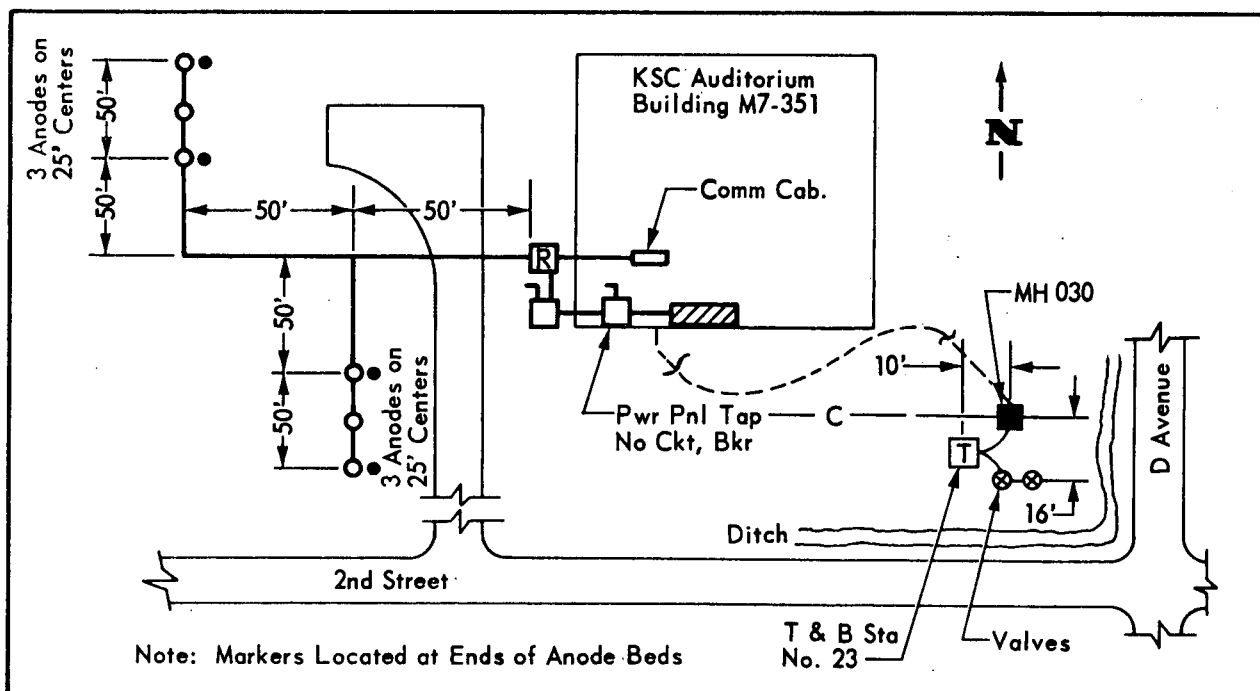 3 Anodes on
25' Centers
50'
50'
50'
50'
KSC Auditorium
Building M7-351
N
Comm Cab.
R
MH 030
50'
50'
3 Anodes on
25' Centers
10'
Pwr Pnl Tap
No Ckt, Bkr
C
T
16'
D Avenue
Ditch
2nd Street
T & B Sta
No. 23
Valves
Note: Markers Located at Ends of Anode Beds